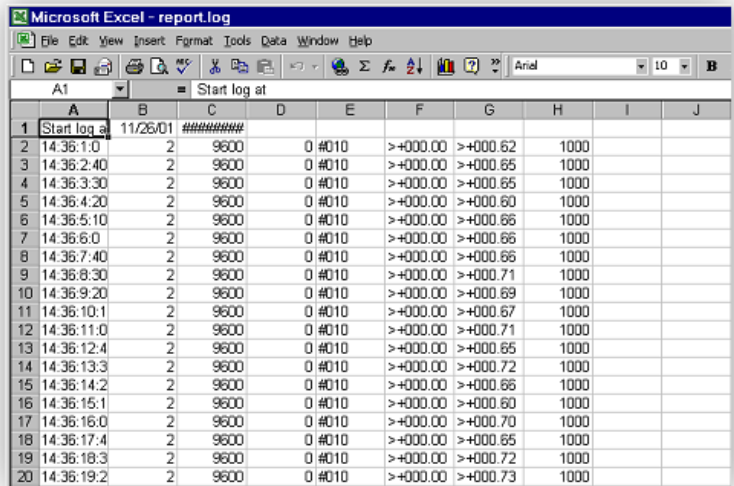 Microsoft Excel - report.log
File Edit View Insert Format Tools Data Window Help
Arial 10 B
A1 = Start log at
A B C D E F G H I J
1 Start log a 11/26/01 ########
2 14:36:1:0 2 9600 0 #010 >+000.00 >+000.62 1000
3 14:36:2:40 2 9600 0 #010 >+000.00 >+000.65 1000
4 14:36:3:30 2 9600 0 #010 >+000.00 >+000.65 1000
5 14:36:4:20 2 9600 0 #010 >+000.00 >+000.60 1000
6 14:36:5:10 2 9600 0 #010 >+000.00 >+000.66 1000
7 14:36:6:0 2 9600 0 #010 >+000.00 >+000.66 1000
8 14:36:7:40 2 9600 0 #010 >+000.00 >+000.66 1000
9 14:36:8:30 2 9600 0 #010 >+000.00 >+000.71 1000
10 14:36:9:20 2 9600 0 #010 >+000.00 >+000.69 1000
11 14:36:10:1 2 9600 0 #010 >+000.00 >+000.67 1000
12 14:36:11:0 2 9600 0 #010 >+000.00 >+000.71 1000
13 14:36:12:4 2 9600 0 #010 >+000.00 >+000.65 1000
14 14:36:13:3 2 9600 0 #010 >+000.00 >+000.72 1000
15 14:36:14:2 2 9600 0 #010 >+000.00 >+000.66 1000
16 14:36:15:1 2 9600 0 #010 >+000.00 >+000.60 1000
17 14:36:16:0 2 9600 0 #010 >+000.00 >+000.70 1000
18 14:36:17:4 2 9600 0 #010 >+000.00 >+000.65 1000
19 14:36:18:3 2 9600 0 #010 >+000.00 >+000.72 1000
20 14:36:19:2 2 9600 0 #010 >+000.00 >+000.73 1000